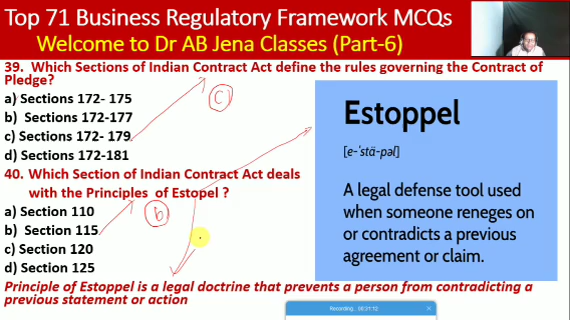 Top 71 Business Regulatory Framework MCQs
Welcome to Dr AB Jena Classes (Part-6)
39. Which Sections of Indian Contract Act define the rules governing the Contract of
Pledge?
a) Sections 172- 175
b) Sections 172-177
c) Sections 172- 179
d) Sections 172-181
C
40. Which Section of Indian Contract Act deals
with the Principles of Estopel ?
a) Section 110
b) Section 115
c) Section 120
d) Section 125
b
Estoppel
[e-ˈstä-pəl]
A legal defense tool used
when someone reneges on
or contradicts a previous
agreement or claim.
Principle of Estoppel is a legal doctrine that prevents a person from contradicting a
previous statement or action
Recording... 00:31:12